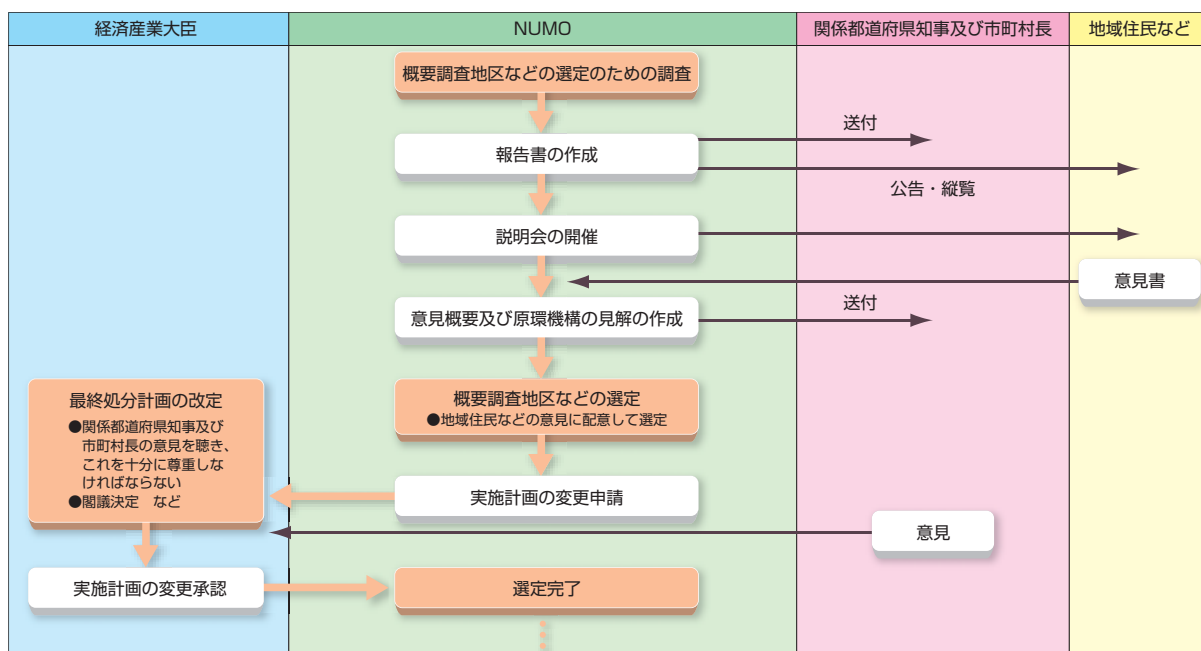 経済産業大臣
NUMO
関係都道府県知事及び市町村長
地域住民など
概要調査地区などの選定のための調査
送付
報告書の作成
公告・縦覧
説明会の開催
意見書
送付
意見概要及び原環機構の見解の作成
概要調査地区などの選定
●地域住民などの意見に配意して選定
最終処分計画の改定
●関係都道府県知事及び
市町村長の意見を聴き、
これを十分に尊重しな
ければならない
●閣議決定　など
実施計画の変更申請
意見
実施計画の変更承認
選定完了